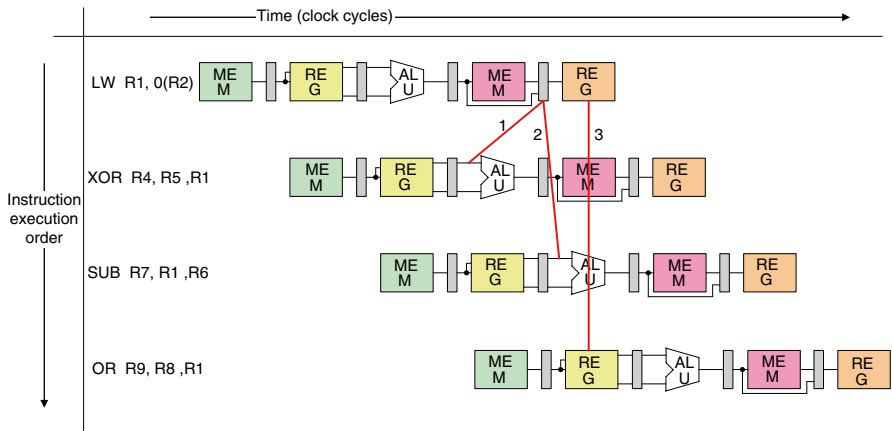 Time (clock cycles)
LW R1, 0(R2)
ME
M
RE
G
AL
U
ME
M
RE
G
1
2
3
XOR R4, R5 ,R1
ME
M
RE
G
AL
U
ME
M
RE
G
Instruction
execution
order
SUB R7, R1 ,R6
ME
M
RE
G
AL
U
ME
M
RE
G
OR R9, R8 ,R1
ME
M
RE
G
AL
U
ME
M
RE
G